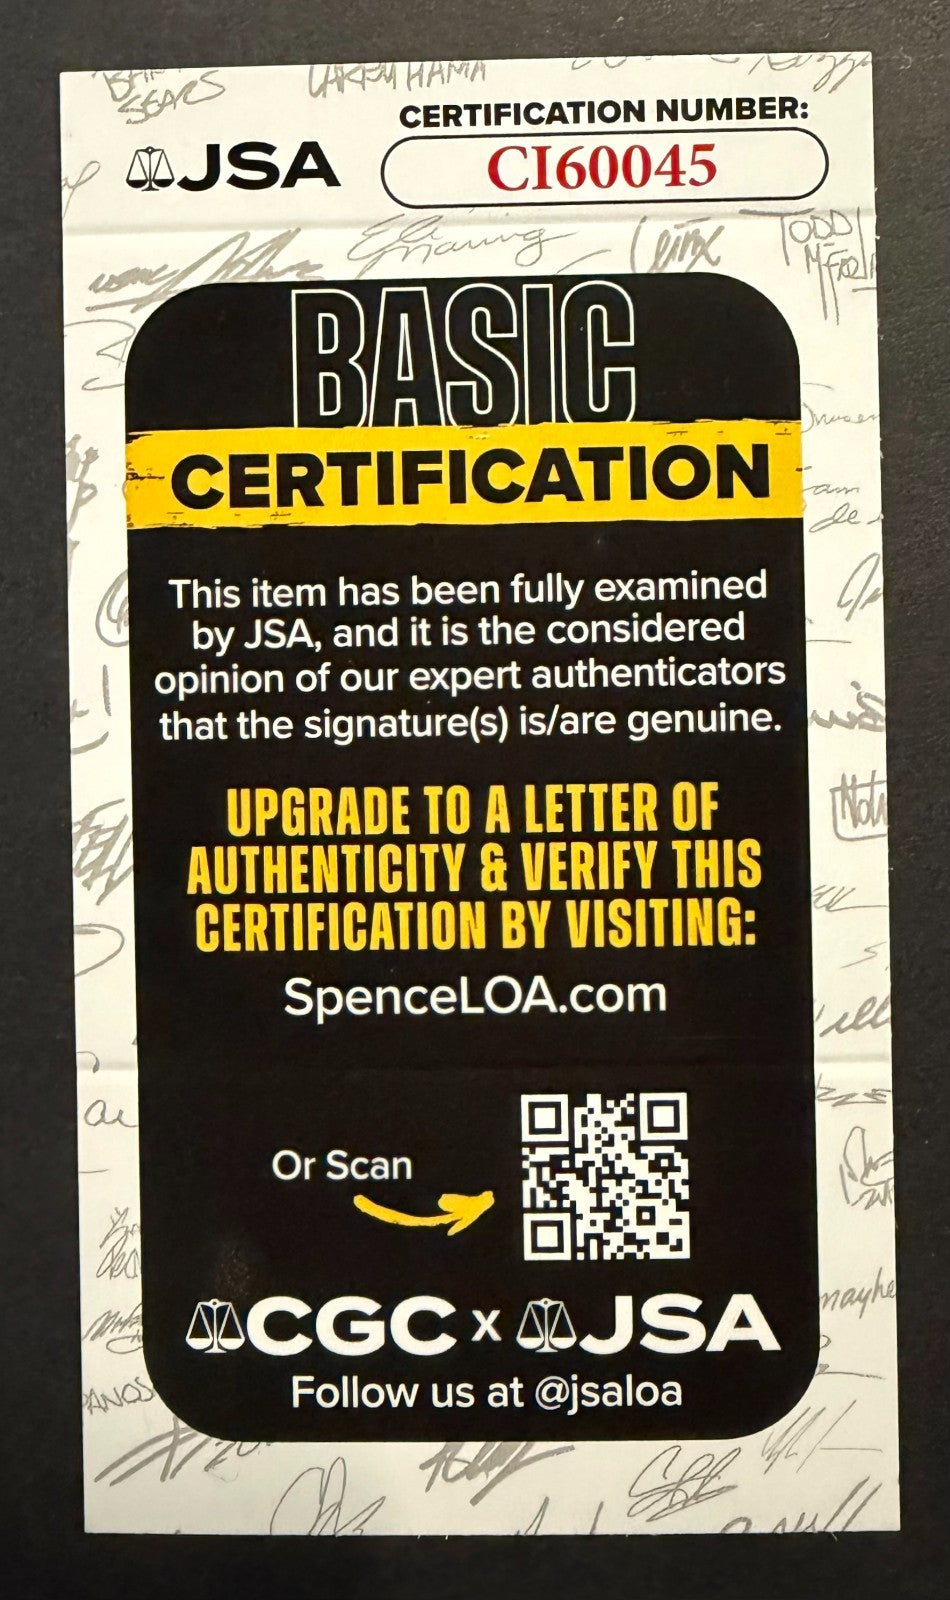 CERTIFICATION NUMBER:
JSA
CI60045
TODD
BASIC
CERTIFICATION
This item has been fully examined
by JSA, and it is the considered
opinion of our expert authenticators
that the signature(s) is/are genuine.
UPGRADE TO A LETTER OF
AUTHENTICITY & VERIFY THIS
CERTIFICATION BY VISITING:
SpenceLOA.com
Or Scan
CGC x JSA
Follow us at @jsaloa